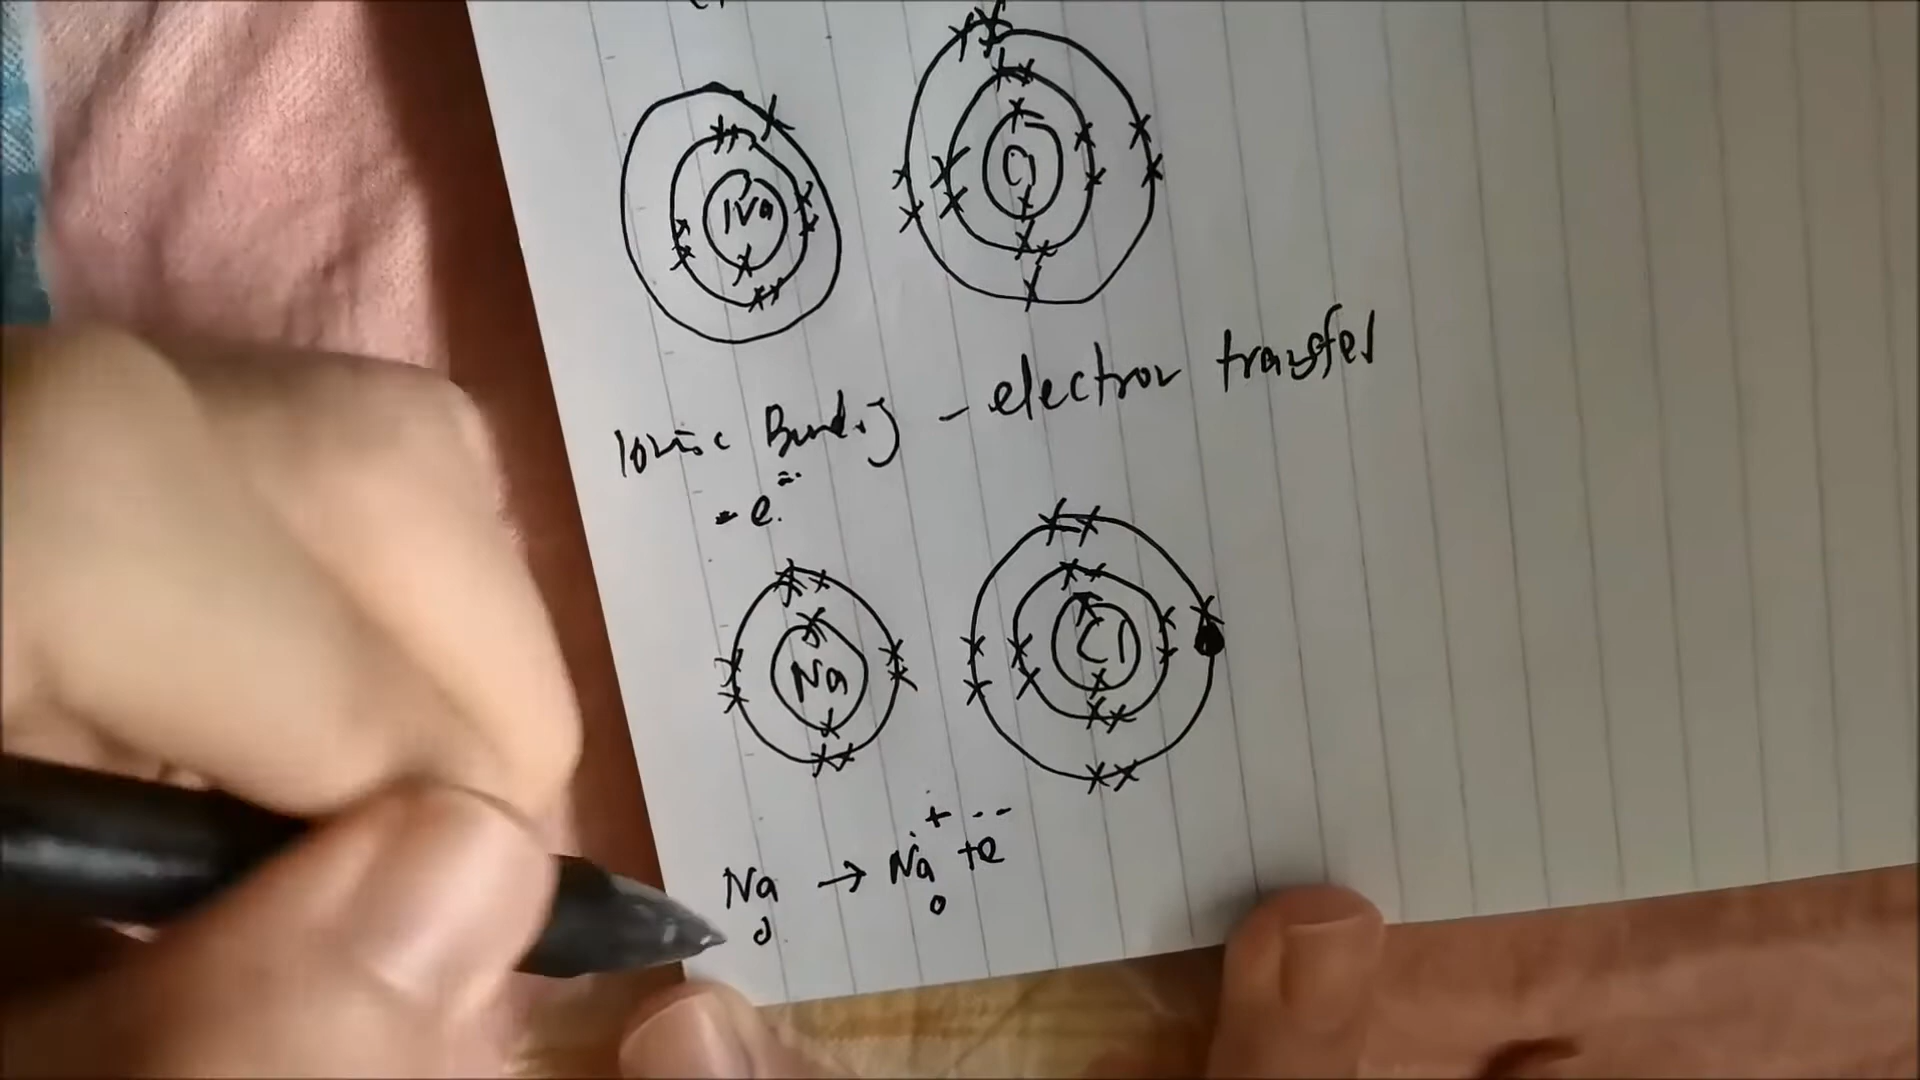 Na Cl
Ionic Bonding - electron transfer
- e-
Na Cl
Na → Na+ + e-
o o